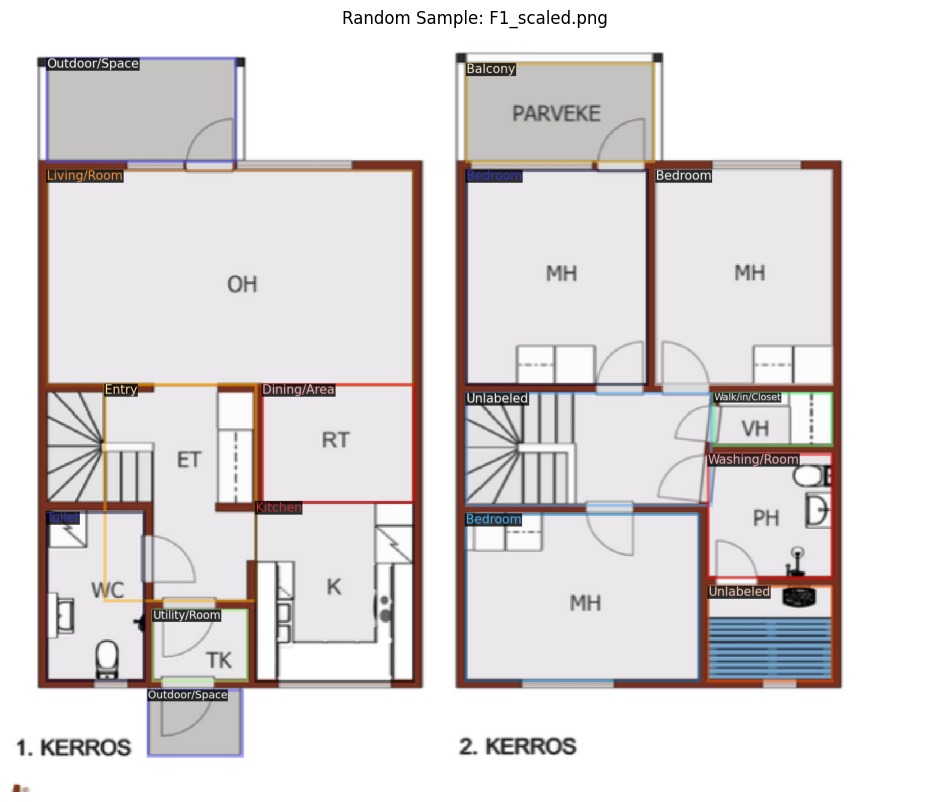 Random Sample: F1_scaled.png
Outdoor/Space
Balcony
PARVEKE
Living/Room
Bedroom
Bedroom
OH
MH
MH
Entry
Dining/Area
Unlabeled
Walk/in/Closet
RT
VH
ET
Washing/Room
Kitchen
Toilet
Bedroom
PH
WC
K
MH
Unlabeled
Utility/Room
TK
Outdoor/Space
1. KERROS
2. KERROS